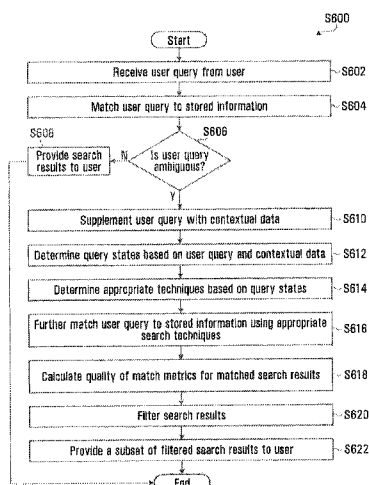 S600
Start
Receive user query from user
S602
Match user query to stored information
S604
S608
S606
Provide search
results to user
N
Is user query
ambiguous?
Y
Supplement user query with contextual data
S610
Determine query states based on user query and contextual data
S612
Determine appropriate techniques based on query states
S614
Further match user query to stored information using appropriate
search techniques
S616
Calculate quality of match metrics for matched search results
S618
Filter search results
S620
Provide a subset of filtered search results to user
S622
End